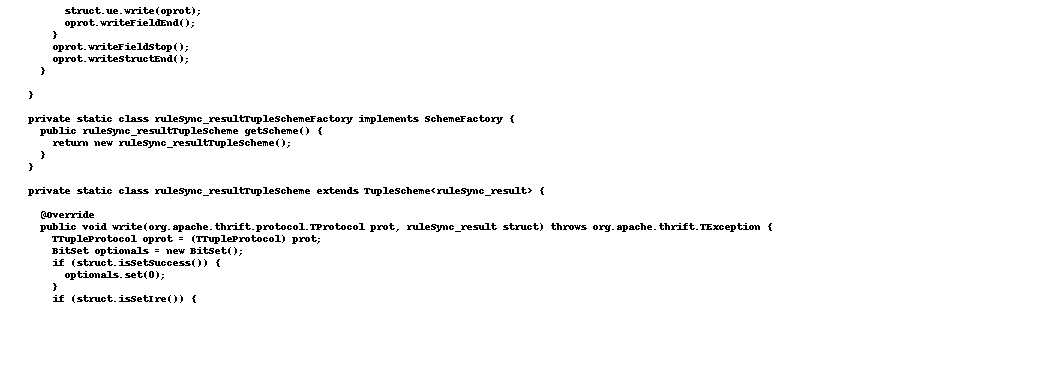 struct.ue.write(oprot);
oprot.writeFieldEnd();
}
oprot.writeFieldStop();
oprot.writeStructEnd();
}
}
private static class ruleSync_resultTupleSchemeFactory implements SchemeFactory {
public ruleSync_resultTupleScheme getScheme() {
return new ruleSync_resultTupleScheme();
}
}
private static class ruleSync_resultTupleScheme extends TupleScheme<ruleSync_result> {
@Override
public void write(org.apache.thrift.protocol.TProtocol prot, ruleSync_result struct) throws org.apache.thrift.TException {
TTupleProtocol oprot = (TTupleProtocol) prot;
BitSet optionals = new BitSet();
if (struct.isSetSuccess()) {
optionals.set(0);
}
if (struct.isSetIre()) {